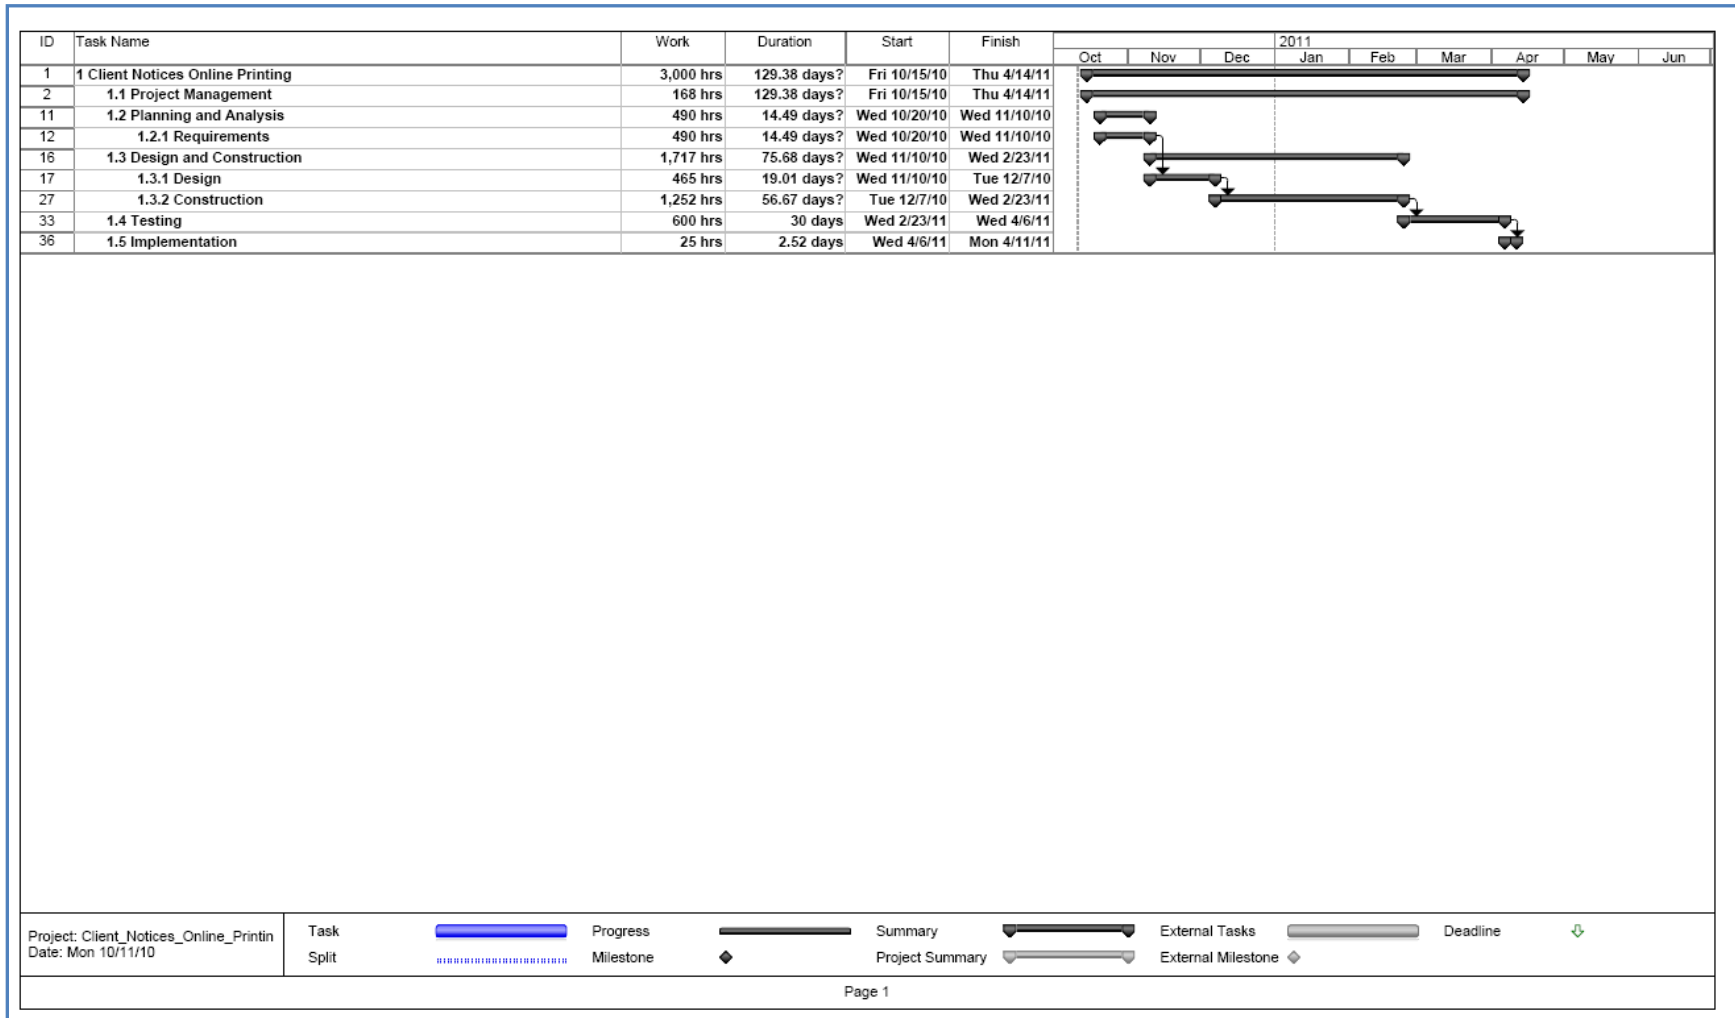 ID Task Name Work Duration Start Finish 2011
Oct Nov Dec Jan Feb Mar Apr May Jun
1 1 Client Notices Online Printing 3,000 hrs 129.38 days? Fri 10/15/10 Thu 4/14/11
2 1.1 Project Management 168 hrs 129.38 days? Fri 10/15/10 Thu 4/14/11
11 1.2 Planning and Analysis 490 hrs 14.49 days? Wed 10/20/10 Wed 11/10/10
12 1.2.1 Requirements 490 hrs 14.49 days? Wed 10/20/10 Wed 11/10/10
16 1.3 Design and Construction 1,717 hrs 75.68 days? Wed 11/10/10 Wed 2/23/11
17 1.3.1 Design 465 hrs 19.01 days? Wed 11/10/10 Tue 12/7/10
27 1.3.2 Construction 1,252 hrs 56.67 days? Tue 12/7/10 Wed 2/23/11
33 1.4 Testing 600 hrs 30 days Wed 2/23/11 Wed 4/6/11
36 1.5 Implementation 25 hrs 2.52 days Wed 4/6/11 Mon 4/11/11
Project: Client_Notices_Online_Printin
Date: Mon 10/11/10
Task Progress Summary External Tasks Deadline
Split Milestone Project Summary External Milestone
Page 1